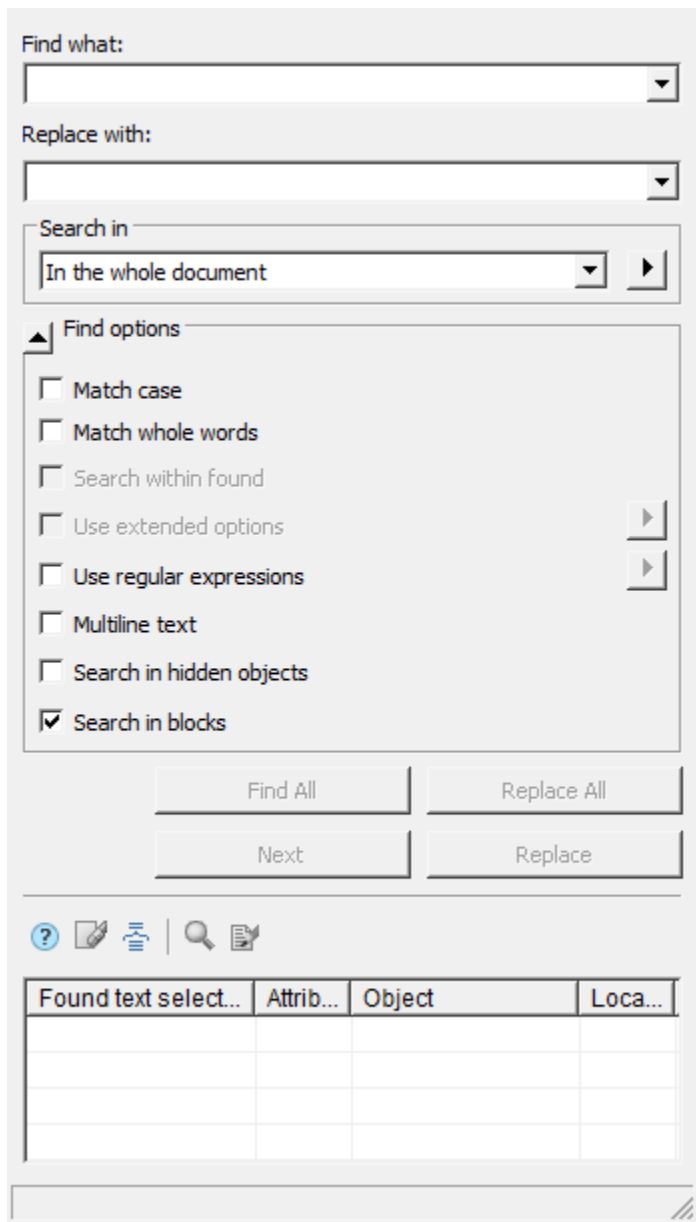 Find what:
Replace with:
Search in
In the whole document
Find options
Match case
Match whole words
Search within found
Use extended options
Use regular expressions
Multiline text
Search in hidden objects
Search in blocks
Find All Replace All
Next Replace
?
Found text select... Attrib... Object Loca...